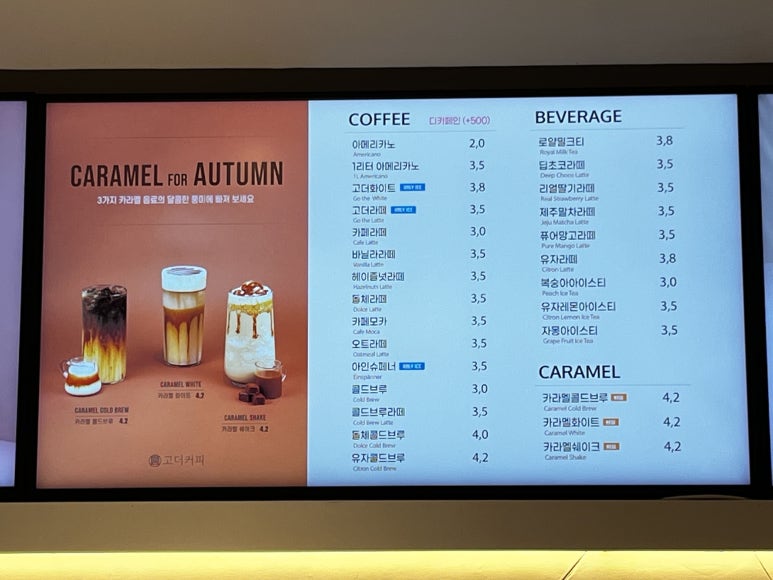 CARAMEL FOR AUTUMN
3가지 카라멜 음료의 달콤한 풍미에 빠져 보세요
CARAMEL COLD BREW
카라멜 콜드브루 4.2
CARAMEL WHITE
카라멜 화이트 4.2
CARAMEL SHAKE
카라멜 쉐이크 4.2
고더커피
COFFEE 디카페인 (+500)
아메리카노 2,0
Americano
1리터 아메리카노 3,5
1L Americano
고더화이트 ONLY ICE 3,8
Go the White
고더라떼 ONLY ICE 3,5
Go the Latte
카페라떼 3,0
Cafe Latte
바닐라라떼 3,5
Vanilla Latte
헤이즐넛라떼 3,5
Hazelnuts Latte
돌체라떼 3,5
Dolce Latte
카페모카 3,5
Cafe Moca
오트라떼 3,5
Oatmeal Latte
아인슈페너 ONLY ICE 3,5
Einspänner
콜드브루 3,0
Cold Brew
콜드브루라떼 3,5
Cold Brew Latte
돌체콜드브루 4,0
Dolce Cold Brew
유자콜드브루 4,2
Citron Cold Brew
BEVERAGE
로얄밀크티 3,8
Royal Milk Tea
딥초코라떼 3,5
Deep Choco Latte
리얼딸기라떼 3,5
Real Strawberry Latte
제주말차라떼 3,5
Jeju Matcha Latte
퓨어망고라떼 3,5
Pure Mango Latte
유자라떼 3,8
Citron Latte
복숭아아이스티 3,0
Peach Ice Tea
유자레몬아이스티 3,5
Citron Lemon Ice Tea
자몽아이스티 3,5
Grape Fruit Ice Tea
CARAMEL
카라멜콜드브루 NEW 4,2
Caramel Cold Brew
카라멜화이트 NEW 4,2
Caramel White
카라멜쉐이크 NEW 4,2
Caramel Shake